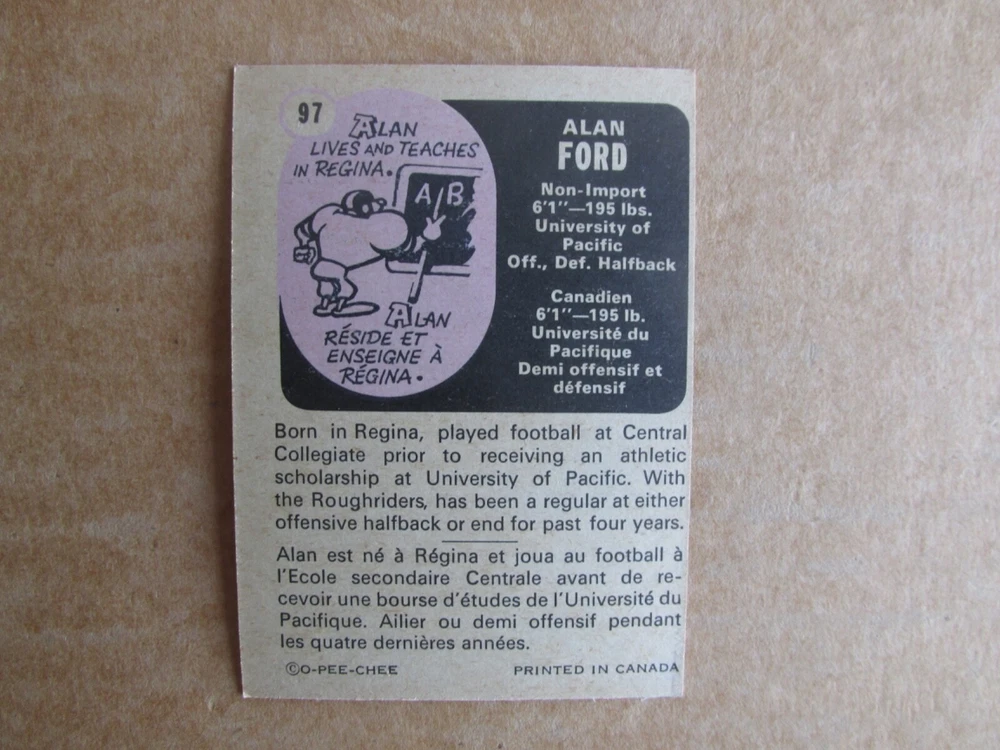 97
ALAN
LIVES AND TEACHES
IN REGINA.
A B
ALAN
RÉSIDE ET
ENSEIGNE À
RÉGINA.
ALAN
FORD
Non-Import
6'1"—195 lbs.
University of
Pacific
Off., Def. Halfback
Canadien
6'1"—195 lb.
Université du
Pacifique
Demi offensif et
défensif
Born in Regina, played football at Central
Collegiate prior to receiving an athletic
scholarship at University of Pacific. With
the Roughriders, has been a regular at either
offensive halfback or end for past four years.
Alan est né à Régina et joua au football à
l'Ecole secondaire Centrale avant de re-
cevoir une bourse d'études de l'Université du
Pacifique. Ailier ou demi offensif pendant
les quatre dernières années.
©O-PEE-CHEE
PRINTED IN CANADA